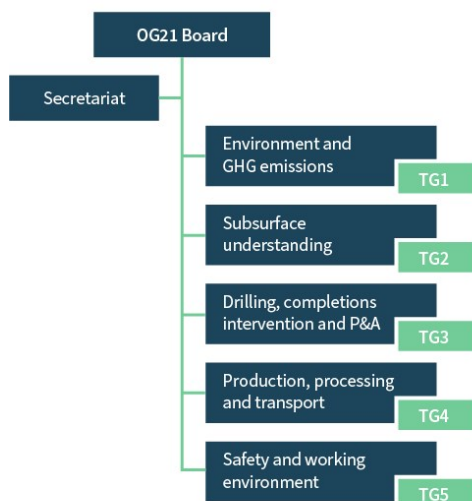 OG21 Board
Secretariat
Environment and
GHG emissions
TG1
Subsurface
understanding
TG2
Drilling, completions
intervention and P&A
TG3
Production, processing
and transport
TG4
Safety and working
environment
TG5